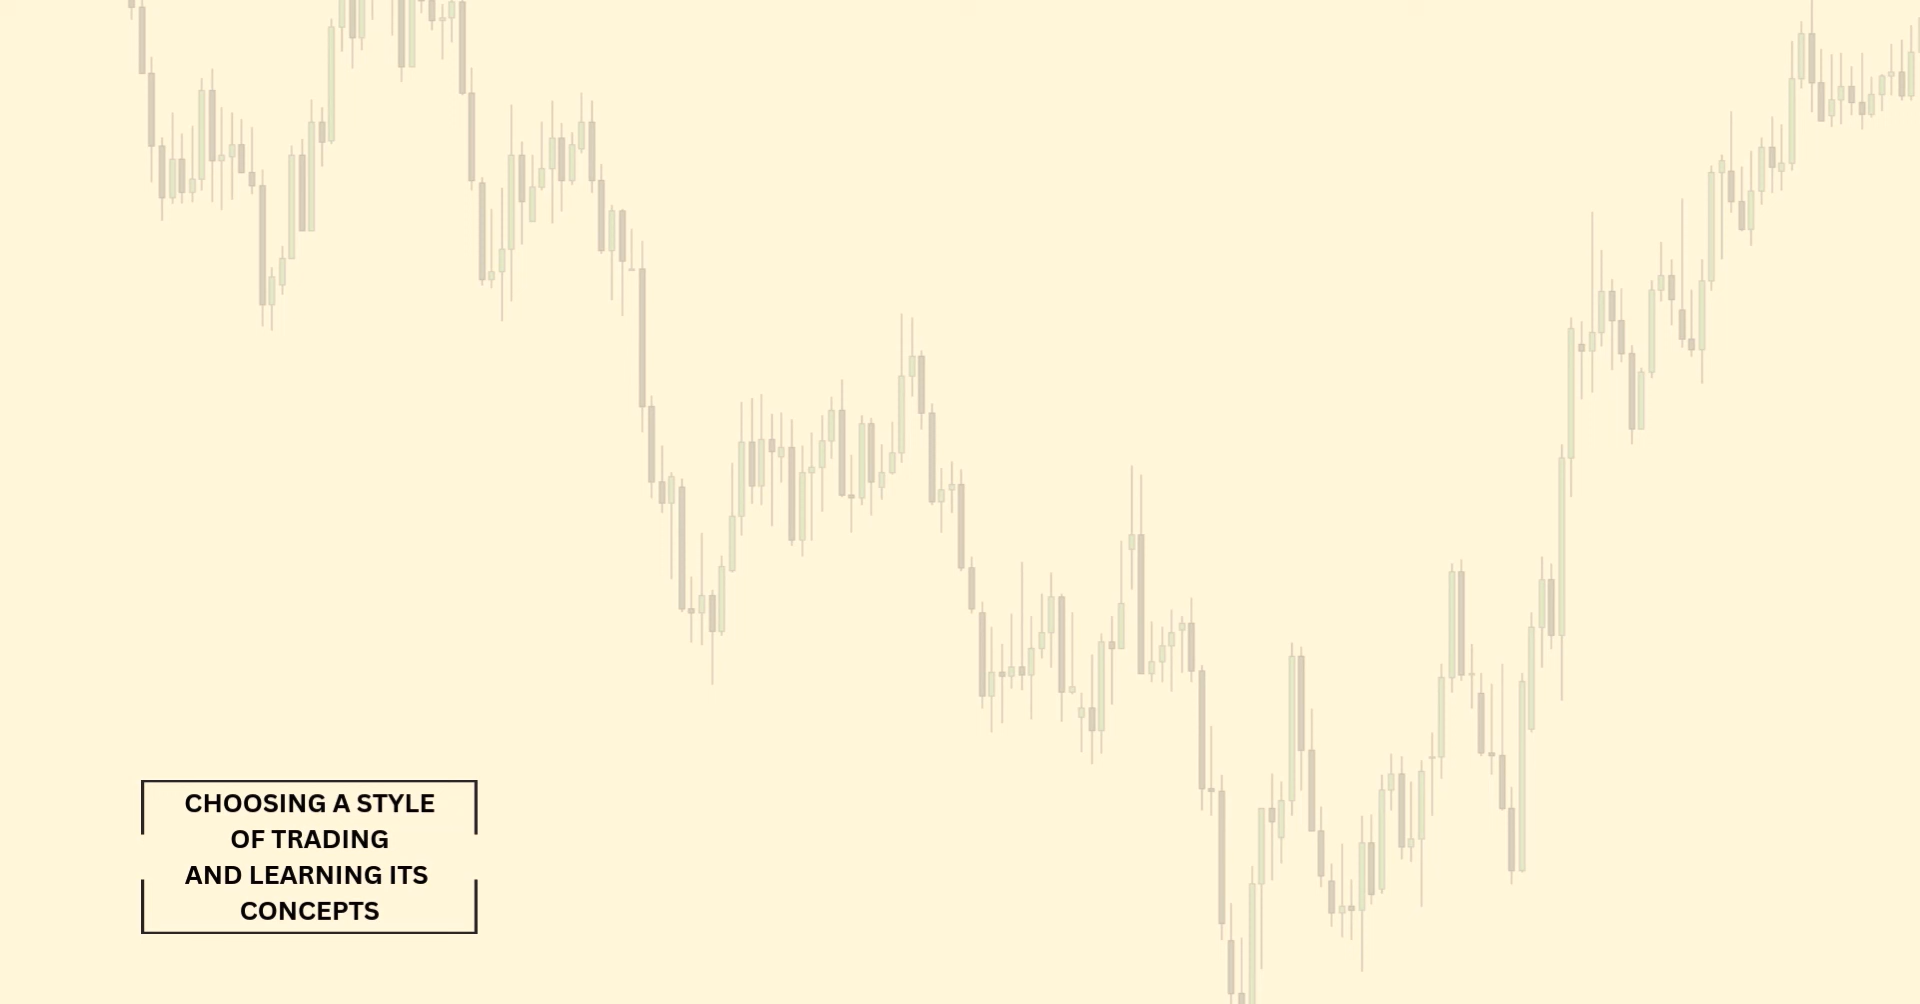 CHOOSING A STYLE
OF TRADING
AND LEARNING ITS
CONCEPTS